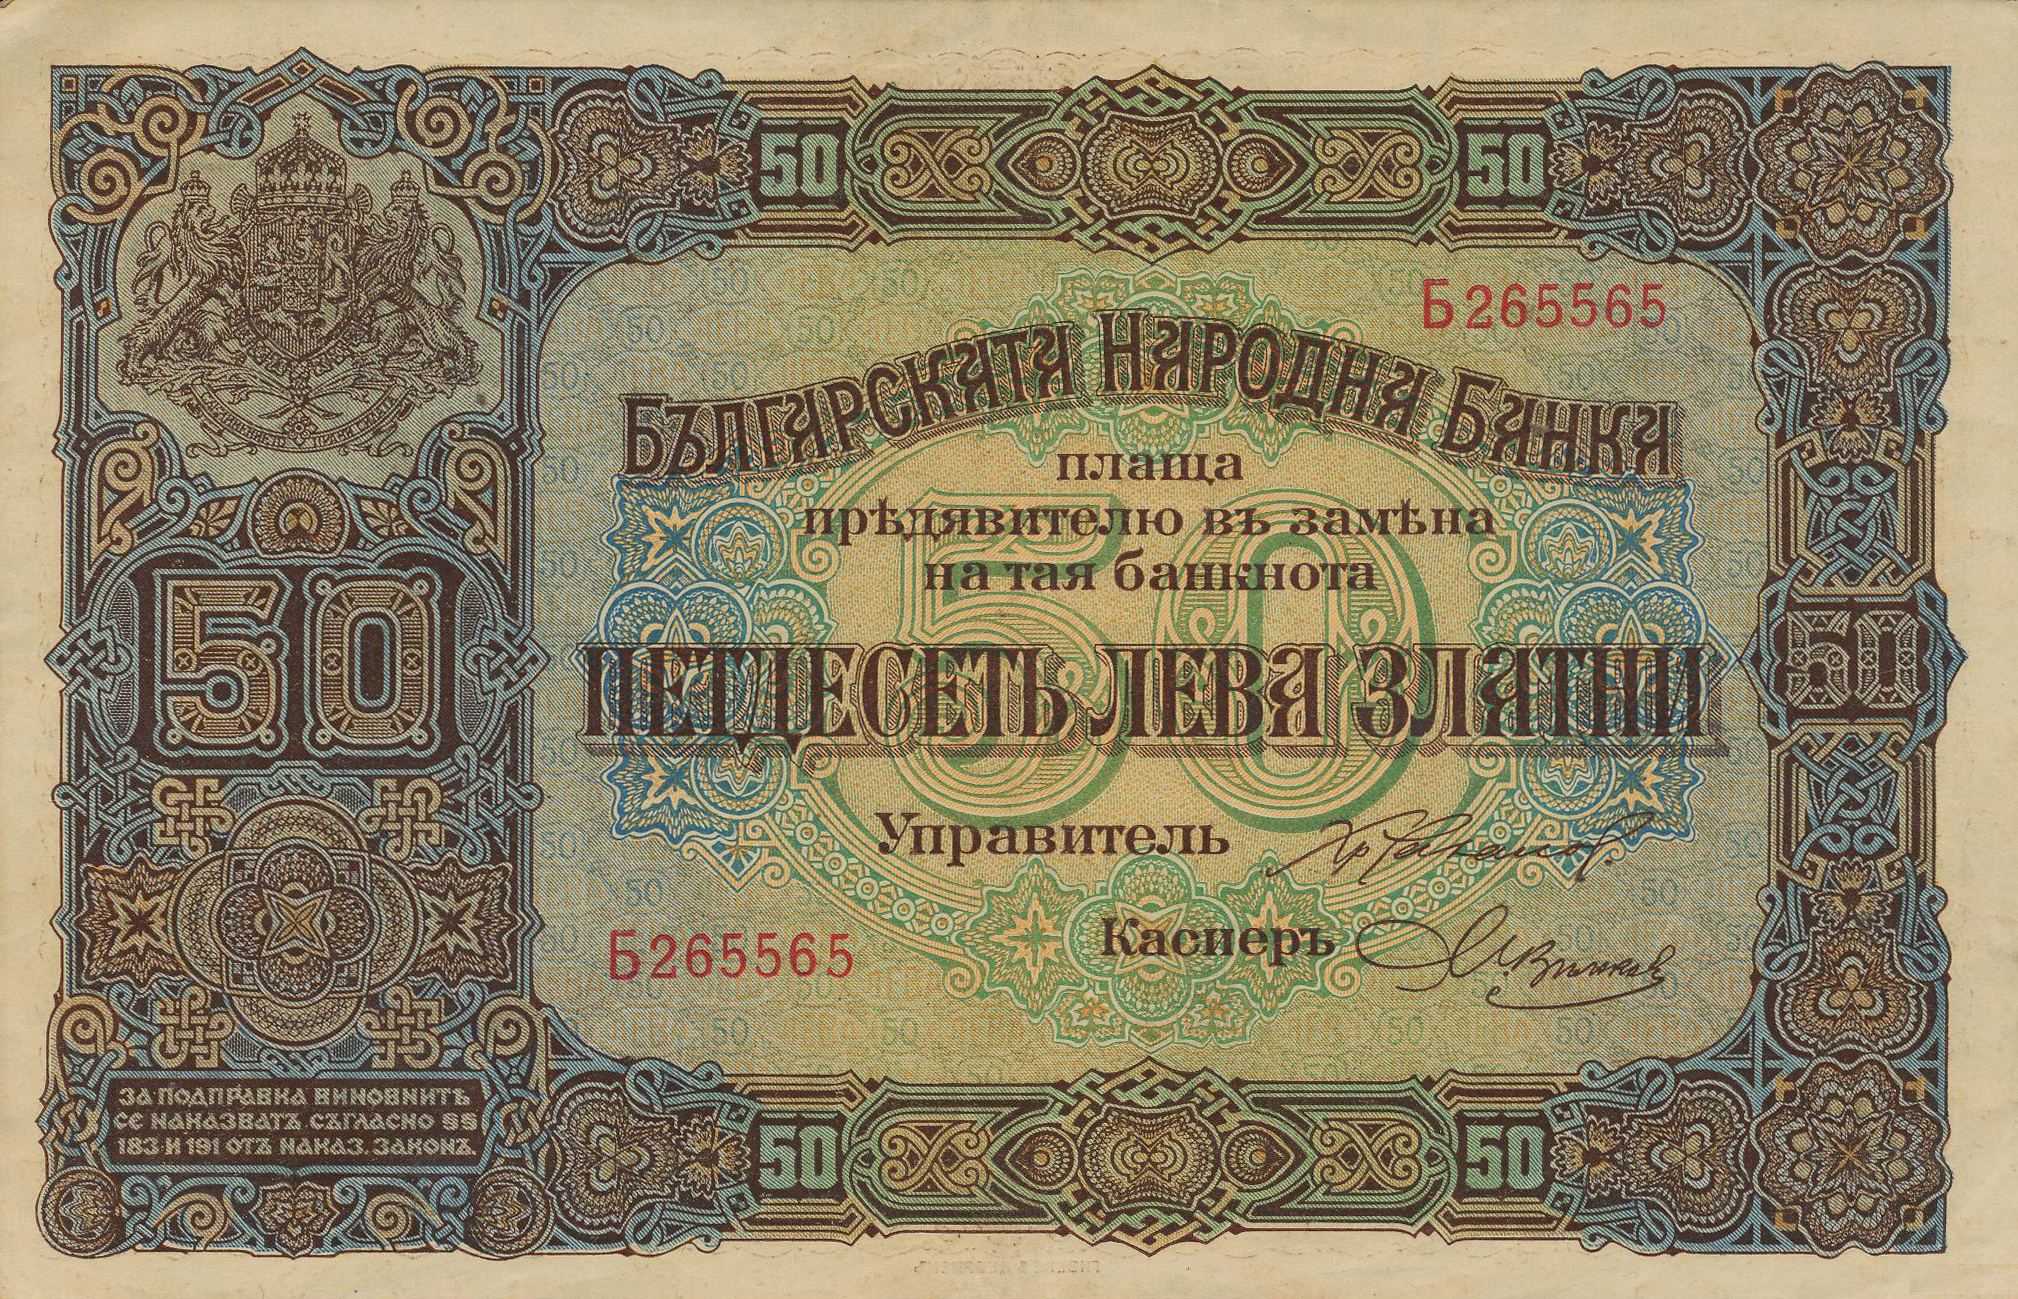 50
50
Б265565
БЪЛГАРСКАТА НАРОДНА БАНКА
плаща
прѣдявителю въ замѣна
на тая банкнота
50
50
50
ПЕТДЕСЕТЬ ЛЕВА ЗЛАТНИ
Управитель
Касиеръ
Б265565
ЗА ПОДПРАВКА ВИНОВНИТѢ
СЕ НАКАЗВАТЪ СЪГЛАСНО §§
183 И 191 ОТЪ НАКАЗ. ЗАКОНЪ.
50
50